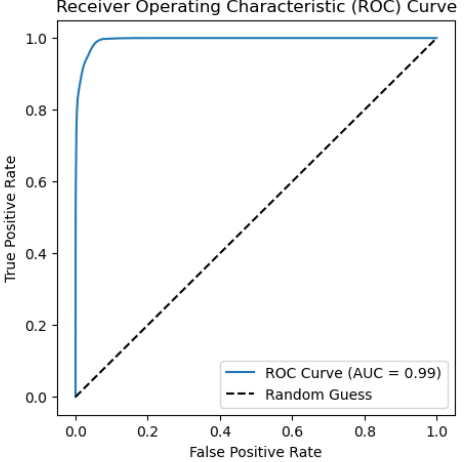 Receiver Operating Characteristic (ROC) Curve
1.0
0.8
0.6
0.4
0.2
0.0
True Positive Rate
ROC Curve (AUC = 0.99)
Random Guess
0.0 0.2 0.4 0.6 0.8 1.0
False Positive Rate